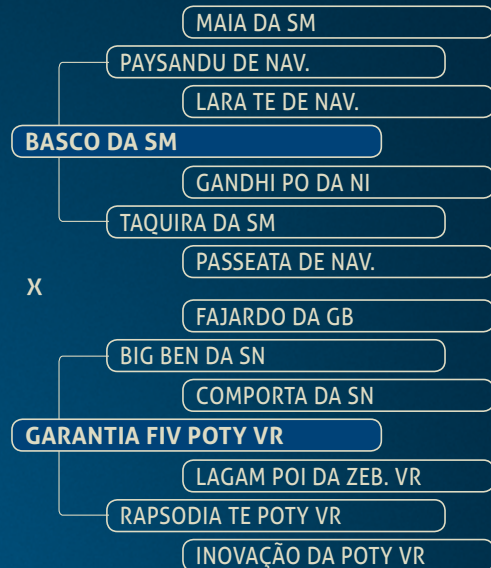 MAIA DA SM
PAYSANDU DE NAV.
LARA TE DE NAV.
BASCO DA SM
GANDHI PO DA NI
TAQUIRA DA SM
PASSEATA DE NAV.
X
FAJARDO DA GB
BIG BEN DA SN
COMPORTA DA SN
GARANTIA FIV POTY VR
LAGAM POI DA ZEB. VR
RAPSODIA TE POTY VR
INOVAÇÃO DA POTY VR